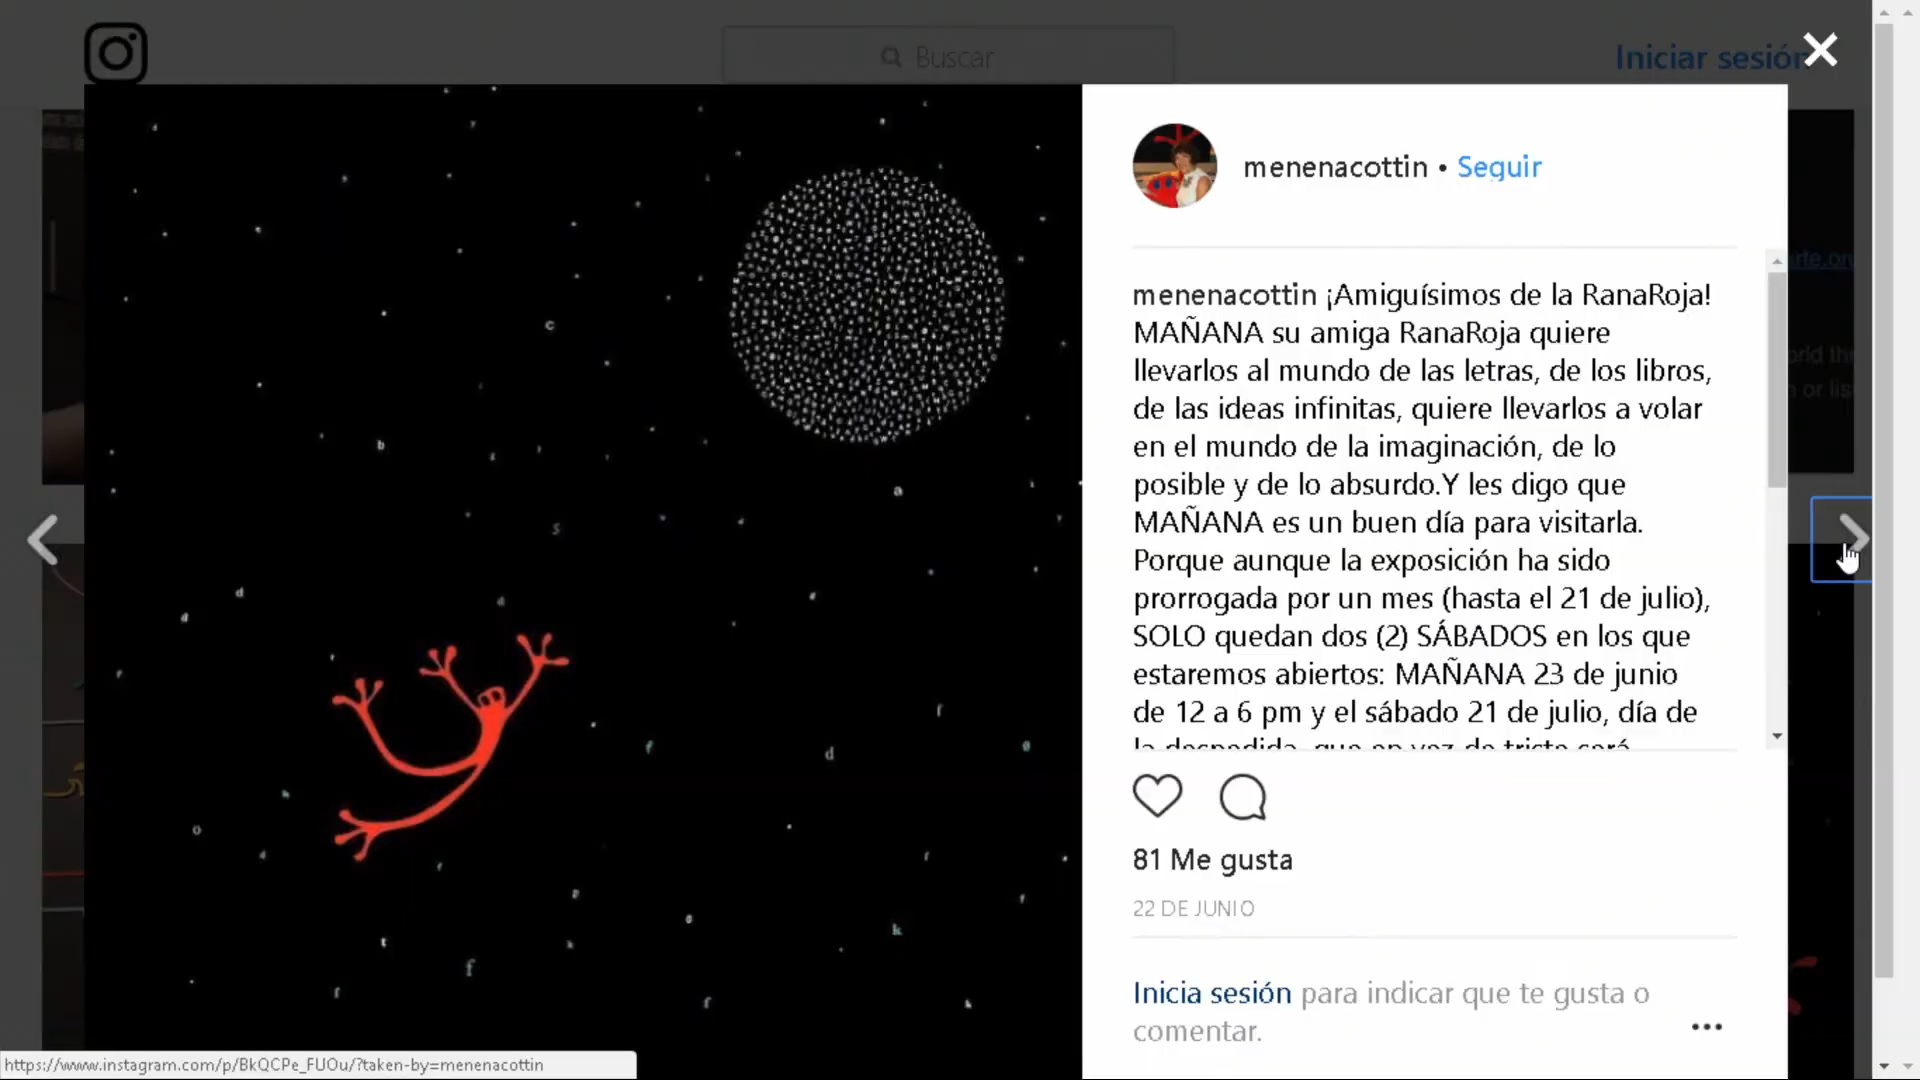 Buscar
Iniciar sesión
menenacottin • Seguir
menenacottin ¡Amiguísimos de la RanaRoja!
MAÑANA su amiga RanaRoja quiere
llevarlos al mundo de las letras, de los libros,
de las ideas infinitas, quiere llevarlos a volar
en el mundo de la imaginación, de lo
posible y de lo absurdo.Y les digo que
MAÑANA es un buen día para visitarla.
Porque aunque la exposición ha sido
prorrogada por un mes (hasta el 21 de julio),
SOLO quedan dos (2) SÁBADOS en los que
estaremos abiertos: MAÑANA 23 de junio
de 12 a 6 pm y el sábado 21 de julio, día de
81 Me gusta
22 DE JUNIO
Inicia sesión para indicar que te gusta o
comentar.
https://www.instagram.com/p/BkQCPe_FUOu/?taken-by=menenacottin